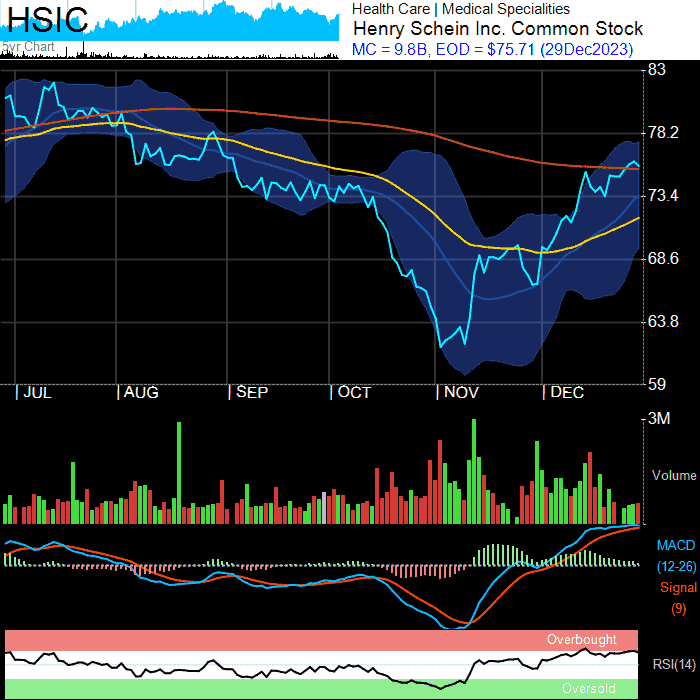 HSIC
5yr Chart
Health Care | Medical Specialities
Henry Schein Inc. Common Stock
MC = 9.8B, EOD = $75.71 (29Dec2023)
83
78.2
73.4
68.6
63.8
59
JUL AUG SEP OCT NOV DEC
3M
Volume
MACD
(12-26)
Signal
(9)
Overbought
RSI(14)
Oversold